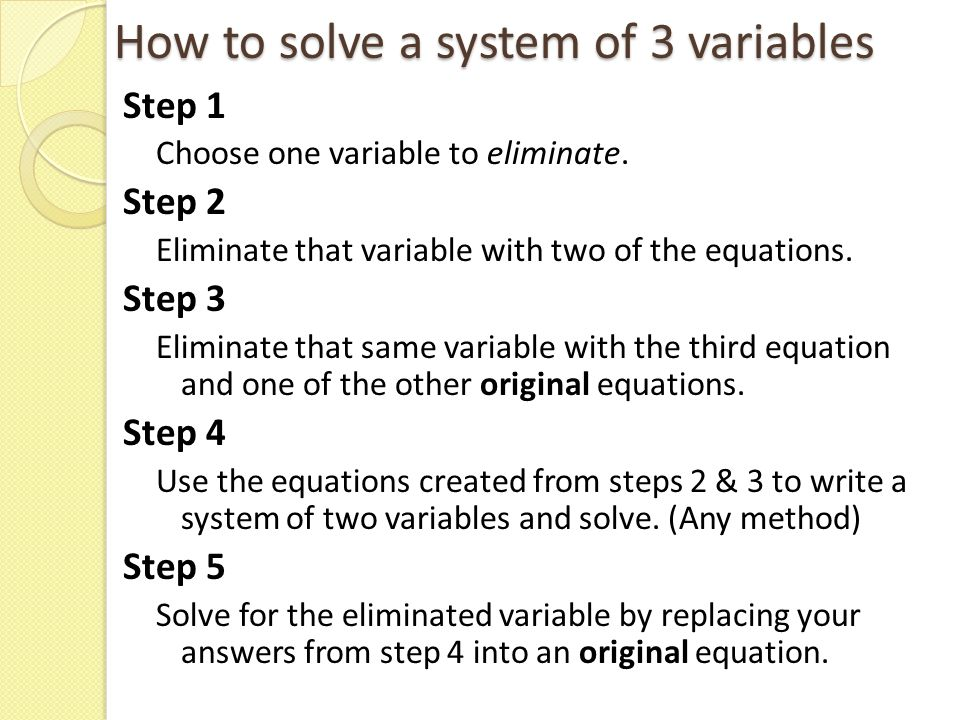 How to solve a system of 3 variables
Step 1
Choose one variable to eliminate.
Step 2
Eliminate that variable with two of the equations.
Step 3
Eliminate that same variable with the third equation
and one of the other original equations.
Step 4
Use the equations created from steps 2 & 3 to write a
system of two variables and solve. (Any method)
Step 5
Solve for the eliminated variable by replacing your
answers from step 4 into an original equation.